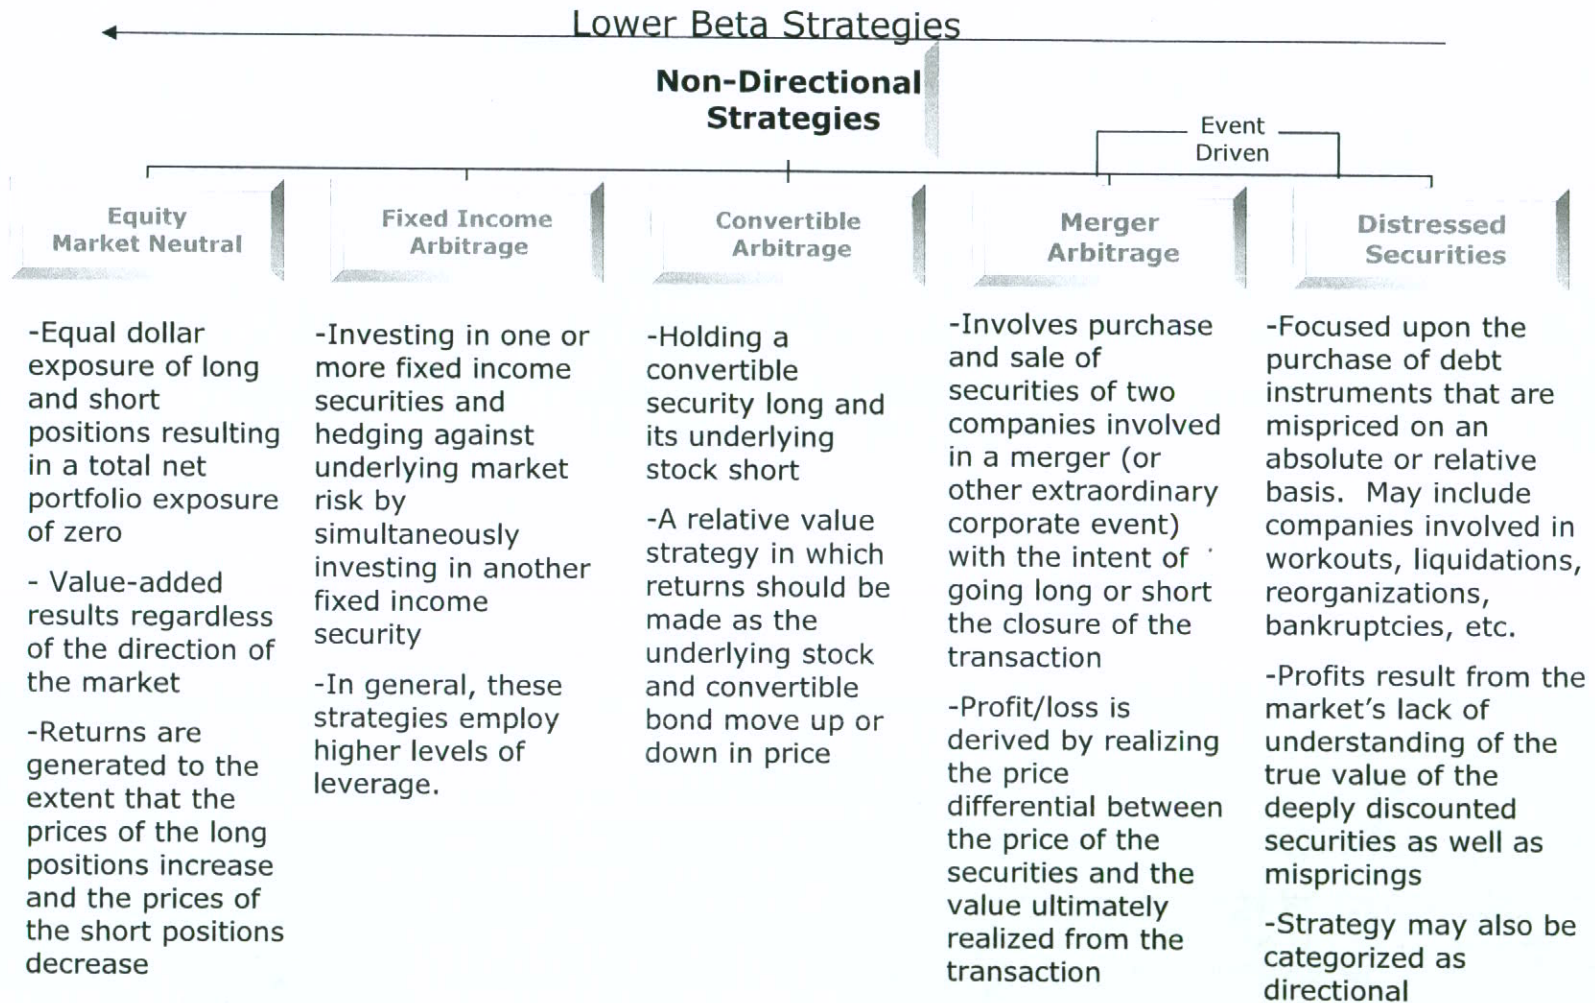 Lower Beta Strategies
Non-Directional
Strategies
Event
Driven
Equity
Market Neutral
Fixed Income
Arbitrage
Convertible
Arbitrage
Merger
Arbitrage
Distressed
Securities
-Equal dollar
exposure of long
and short
positions resulting
in a total net
portfolio exposure
of zero
- Value-added
results regardless
of the direction of
the market
-Returns are
generated to the
extent that the
prices of the long
positions increase
and the prices of
the short positions
decrease
-Investing in one or
more fixed income
securities and
hedging against
underlying market
risk by
simultaneously
investing in another
fixed income
security
-In general, these
strategies employ
higher levels of
leverage.
-Holding a
convertible
security long and
its underlying
stock short
-A relative value
strategy in which
returns should be
made as the
underlying stock
and convertible
bond move up or
down in price
-Involves purchase
and sale of
securities of two
companies involved
in a merger (or
other extraordinary
corporate event)
with the intent of
going long or short
the closure of the
transaction
-Profit/loss is
derived by realizing
the price
differential between
the price of the
securities and the
value ultimately
realized from the
transaction
-Focused upon the
purchase of debt
instruments that are
mispriced on an
absolute or relative
basis.  May include
companies involved in
workouts, liquidations,
reorganizations,
bankruptcies, etc.
-Profits result from the
market's lack of
understanding of the
true value of the
deeply discounted
securities as well as
mispricings
-Strategy may also be
categorized as
directional